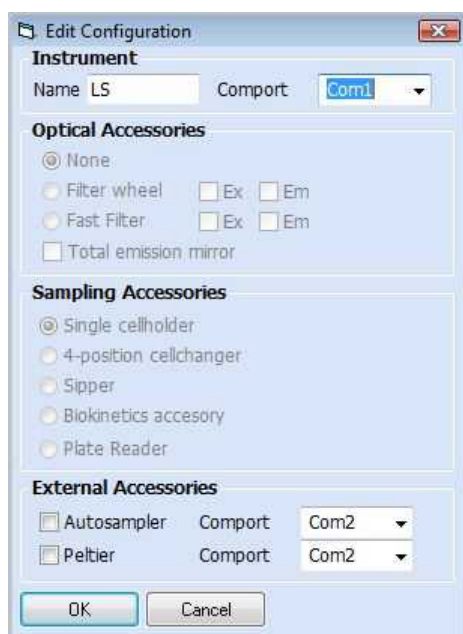 Edit Configuration
Instrument
Name LS Comport Com1
Optical Accessories
None
Filter wheel Ex Em
Fast Filter Ex Em
Total emission mirror
Sampling Accessories
Single cellholder
4-position cellchanger
Sipper
Biokinetics accesory
Plate Reader
External Accessories
Autosampler Comport Com2
Peltier Comport Com2
OK Cancel